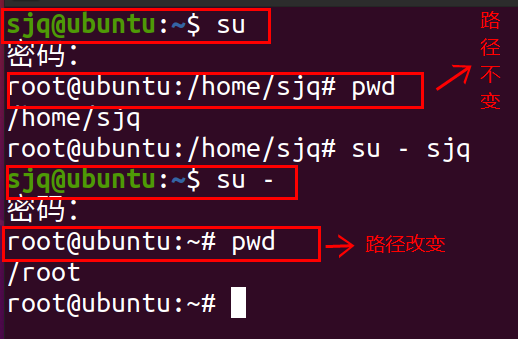 sjq@ubuntu:~$ su
密码:
root@ubuntu:/home/sjq# pwd
/home/sjq
root@ubuntu:/home/sjq# su - sjq
sjq@ubuntu:~$ su -
密码:
root@ubuntu:~# pwd
/root
root@ubuntu:~#
路径不变
路径改变